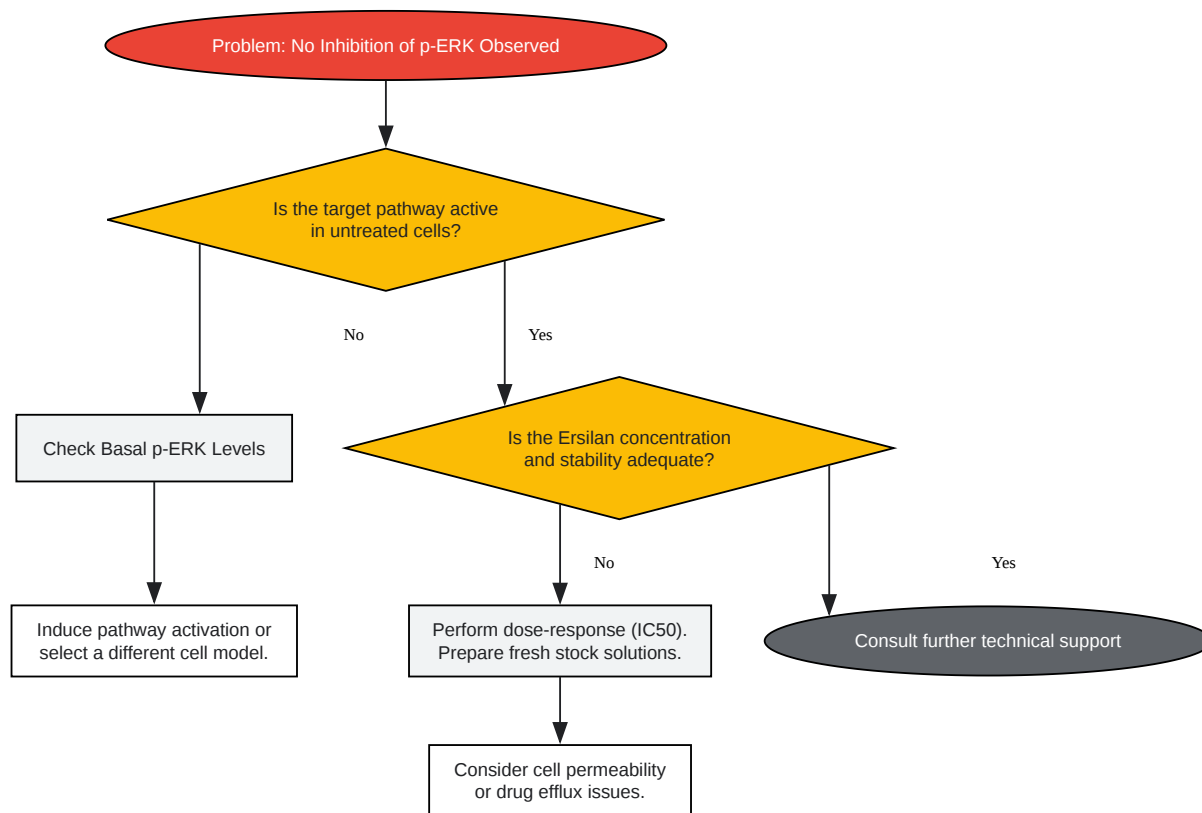 Problem: No Inhibition of p-ERK Observed
Is the target pathway active
in untreated cells?
No
Yes
Check Basal p-ERK Levels
Is the Ersilan concentration
and stability adequate?
No
Yes
Induce pathway activation or
select a different cell model.
Perform dose-response (IC50).
Prepare fresh stock solutions.
Consult further technical support
Consider cell permeability
or drug efflux issues.